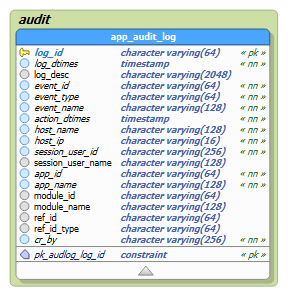 audit
app_audit_log
log_id character varying(64) « pk »
log_dtimes timestamp « nn »
log_desc character varying(2048)
event_id character varying(64) « nn »
event_type character varying(64) « nn »
event_name character varying(128) « nn »
action_dtimes timestamp « nn »
host_name character varying(128) « nn »
host_ip character varying(16) « nn »
session_user_id character varying(256) « nn »
session_user_name character varying(128)
app_id character varying(64) « nn »
app_name character varying(128) « nn »
module_id character varying(64)
module_name character varying(128)
ref_id character varying(64)
ref_id_type character varying(64)
cr_by character varying(256) « nn »
pk_audlog_log_id constraint « pk »